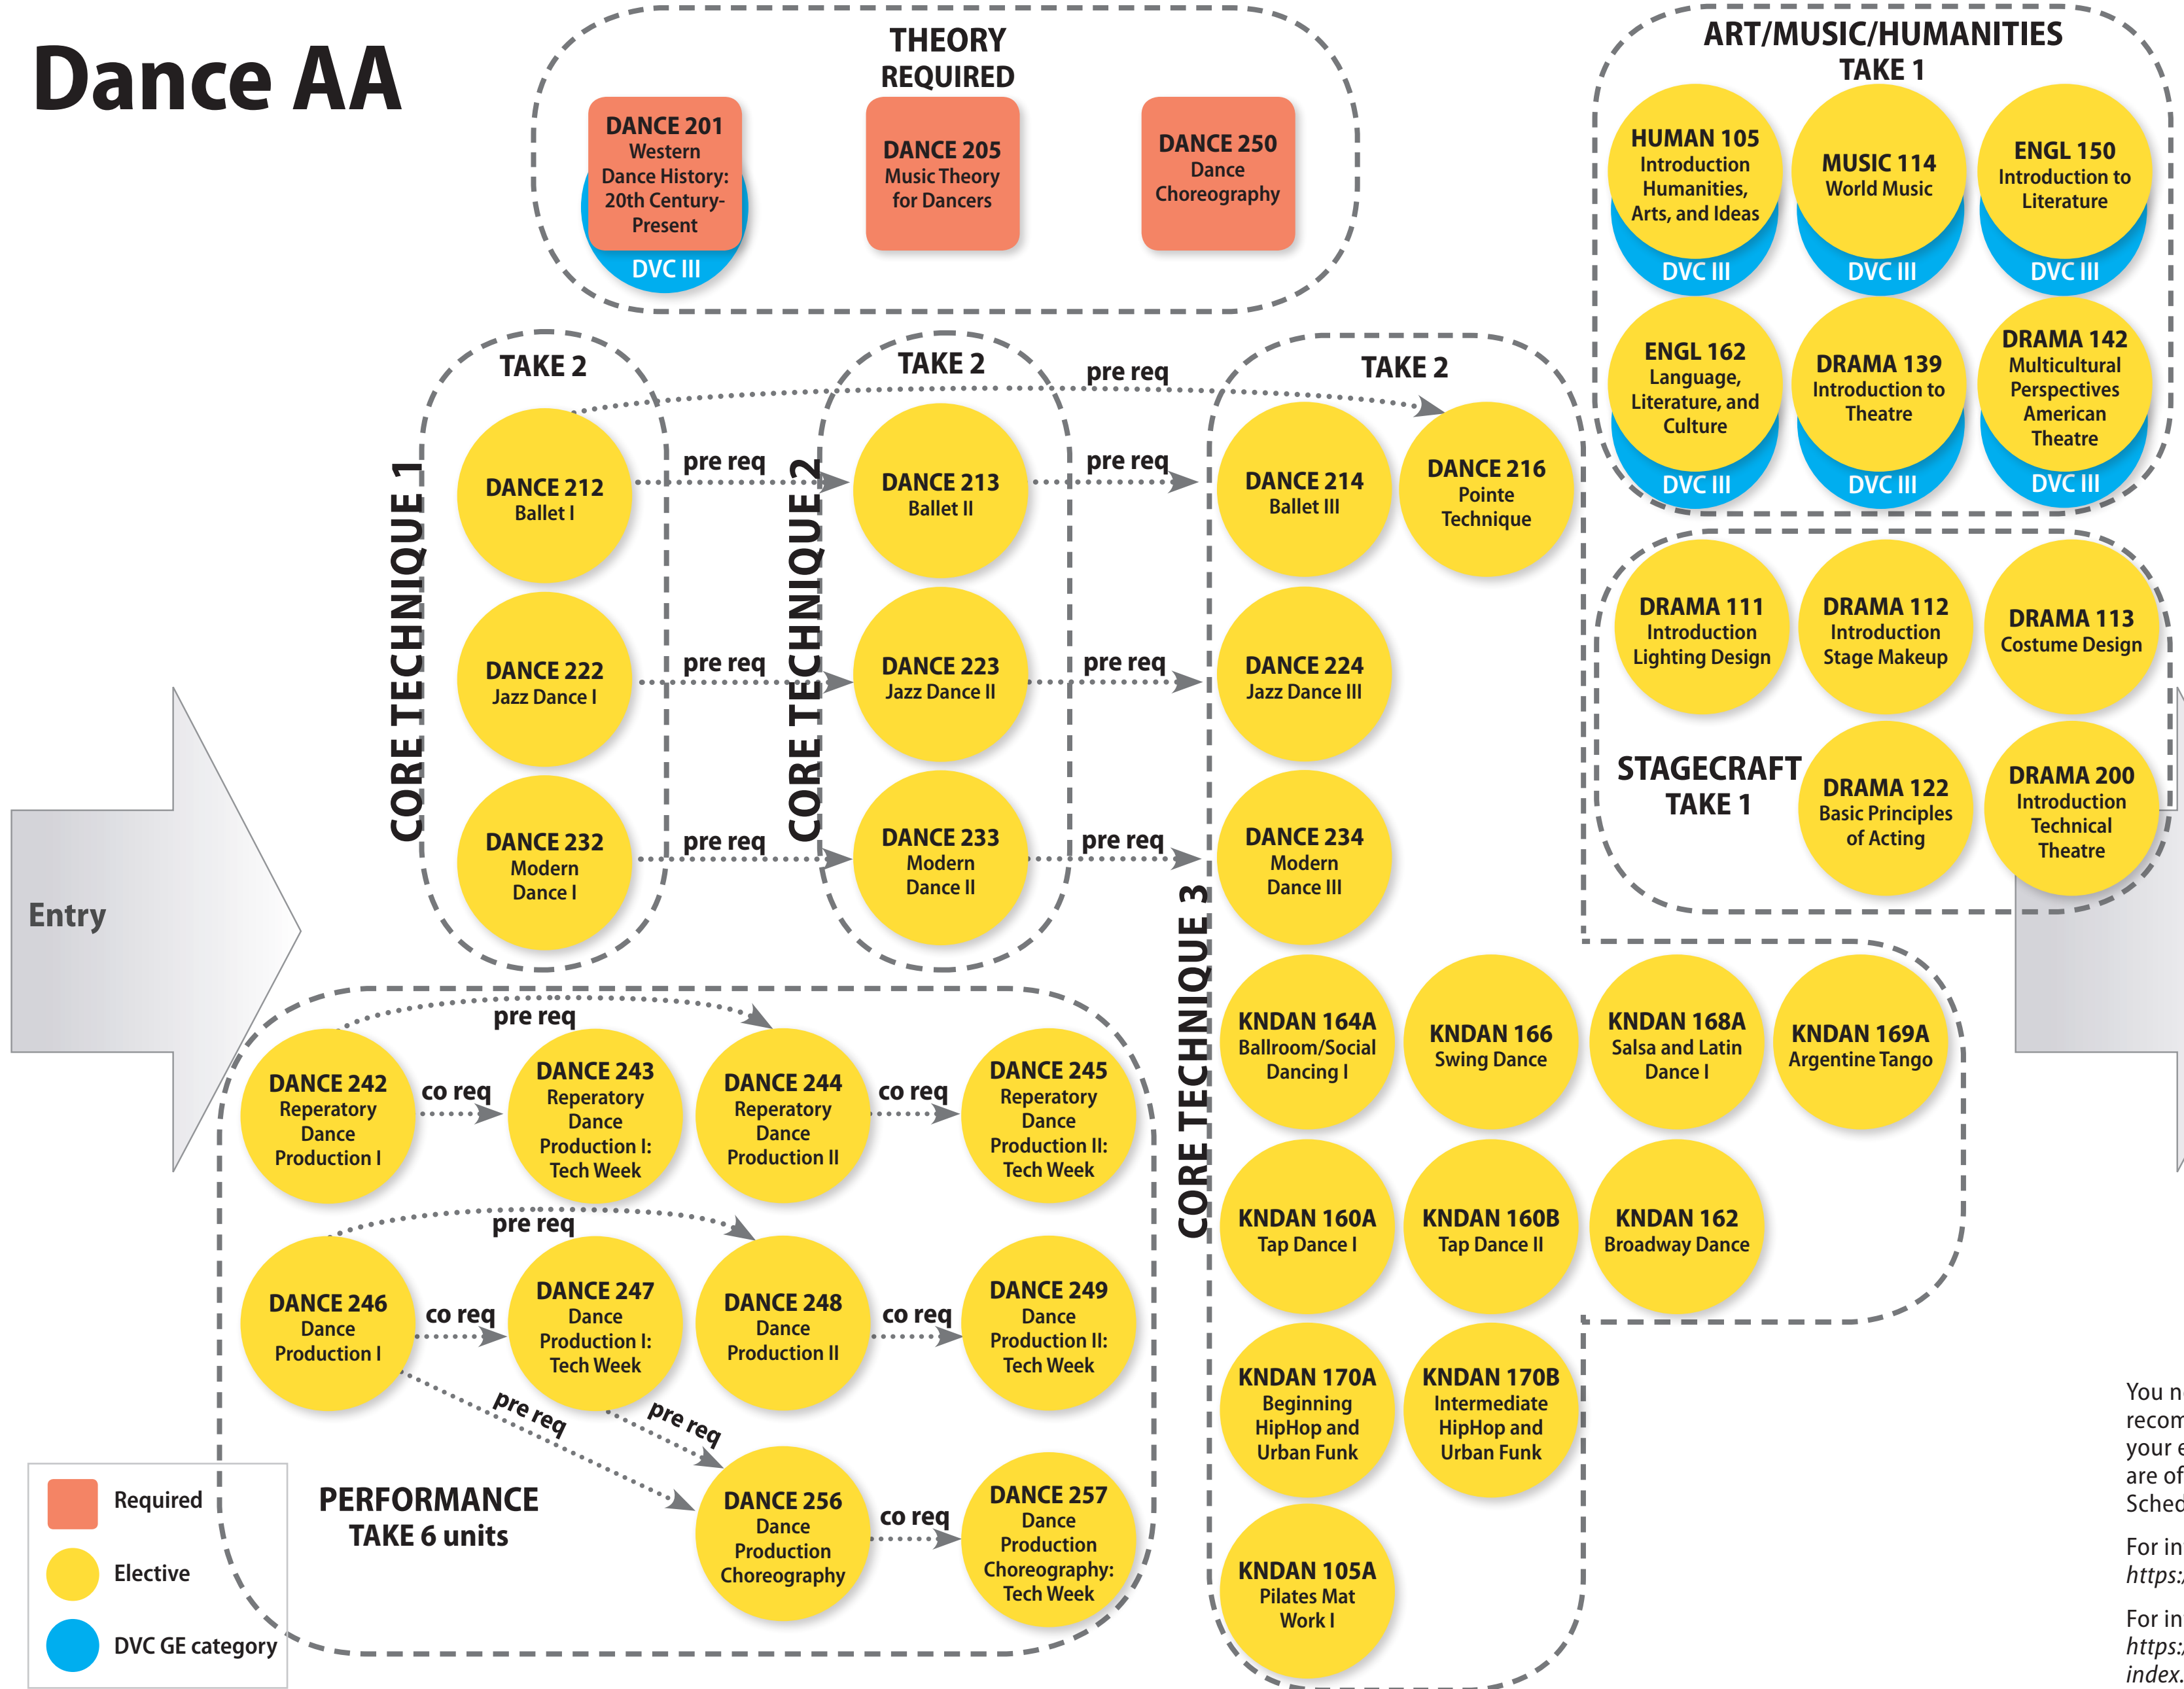 Dance AA
THEORY
REQUIRED
DANCE 201
Western
Dance History:
20th Century-
Present
DVC III
DANCE 205
Music Theory
for Dancers
DANCE 250
Dance
Choreography
ART/MUSIC/HUMANITIES
TAKE 1
HUMAN 105
Introduction
Humanities,
Arts, and Ideas
DVC III
MUSIC 114
World Music
DVC III
ENGL 150
Introduction to
Literature
DVC III
ENGL 162
Language,
Literature, and
Culture
DVC III
DRAMA 139
Introduction to
Theatre
DVC III
DRAMA 142
Multicultural
Perspectives
American
Theatre
DVC III
Entry
CORE TECHNIQUE 1
TAKE 2
DANCE 212
Ballet I
DANCE 222
Jazz Dance I
DANCE 232
Modern
Dance I
pre req
pre req
pre req
pre req
CORE TECHNIQUE 2
TAKE 2
DANCE 213
Ballet II
DANCE 223
Jazz Dance II
DANCE 233
Modern
Dance II
pre req
pre req
pre req
CORE TECHNIQUE 3
TAKE 2
DANCE 214
Ballet III
DANCE 216
Pointe
Technique
DANCE 224
Jazz Dance III
DANCE 234
Modern
Dance III
KNDAN 164A
Ballroom/Social
Dancing I
KNDAN 166
Swing Dance
KNDAN 168A
Salsa and Latin
Dance I
KNDAN 169A
Argentine Tango
KNDAN 160A
Tap Dance I
KNDAN 160B
Tap Dance II
KNDAN 162
Broadway Dance
KNDAN 170A
Beginning
HipHop and
Urban Funk
KNDAN 170B
Intermediate
HipHop and
Urban Funk
KNDAN 105A
Pilates Mat
Work I
DRAMA 111
Introduction
Lighting Design
DRAMA 112
Introduction
Stage Makeup
DRAMA 113
Costume Design
STAGECRAFT
TAKE 1
DRAMA 122
Basic Principles
of Acting
DRAMA 200
Introduction
Technical
Theatre
pre req
DANCE 242
Reperatory
Dance
Production I
co req
DANCE 243
Reperatory
Dance
Production I:
Tech Week
DANCE 244
Reperatory
Dance
Production II
co req
DANCE 245
Reperatory
Dance
Production II:
Tech Week
pre req
DANCE 246
Dance
Production I
co req
DANCE 247
Dance
Production I:
Tech Week
DANCE 248
Dance
Production II
co req
DANCE 249
Dance
Production II:
Tech Week
pre req
pre req
PERFORMANCE
TAKE 6 units
DANCE 256
Dance
Production
Choreography
co req
DANCE 257
Dance
Production
Choreography:
Tech Week
Required
Elective
DVC GE category
You
your
are of
For
https:/
For
https:/
index.